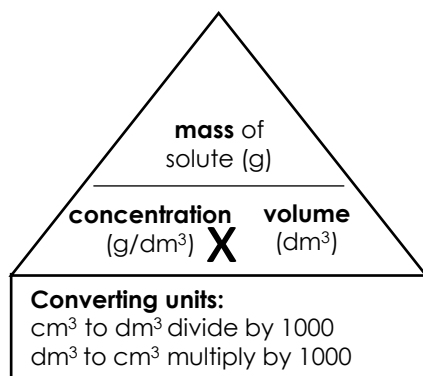 mass of
solute (g)
concentration volume
(g/dm³) X (dm³)
Converting units:
cm³ to dm³ divide by 1000
dm³ to cm³ multiply by 1000